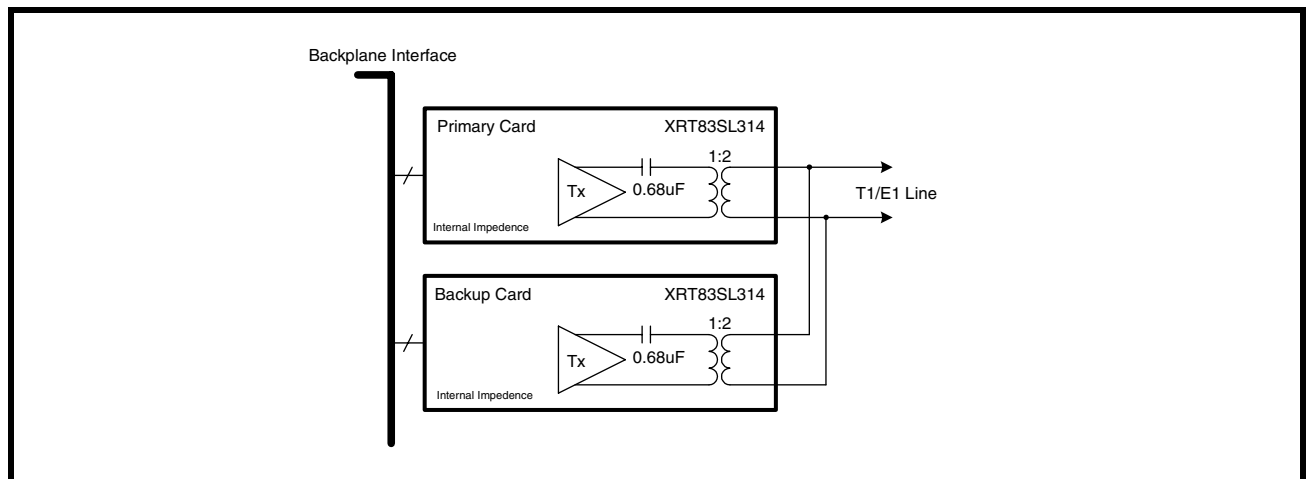 Backplane Interface
Primary Card XRT83SL314
1:2
Tx 0.68uF
Internal Impedence
T1/E1 Line
Backup Card XRT83SL314
1:2
Tx 0.68uF
Internal Impedence